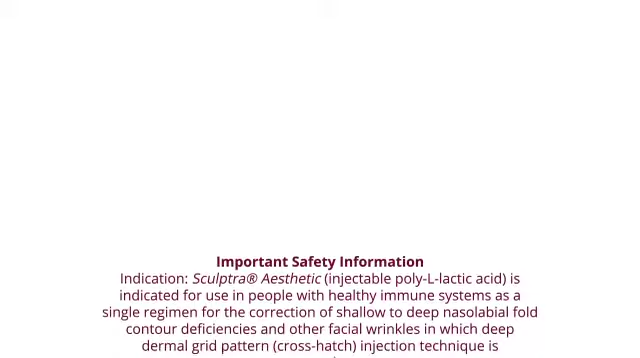 Important Safety Information
Indication: Sculptra® Aesthetic (injectable poly-L-lactic acid) is
indicated for use in people with healthy immune systems as a
single regimen for the correction of shallow to deep nasolabial fold
contour deficiencies and other facial wrinkles in which deep
dermal grid pattern (cross-hatch) injection technique is